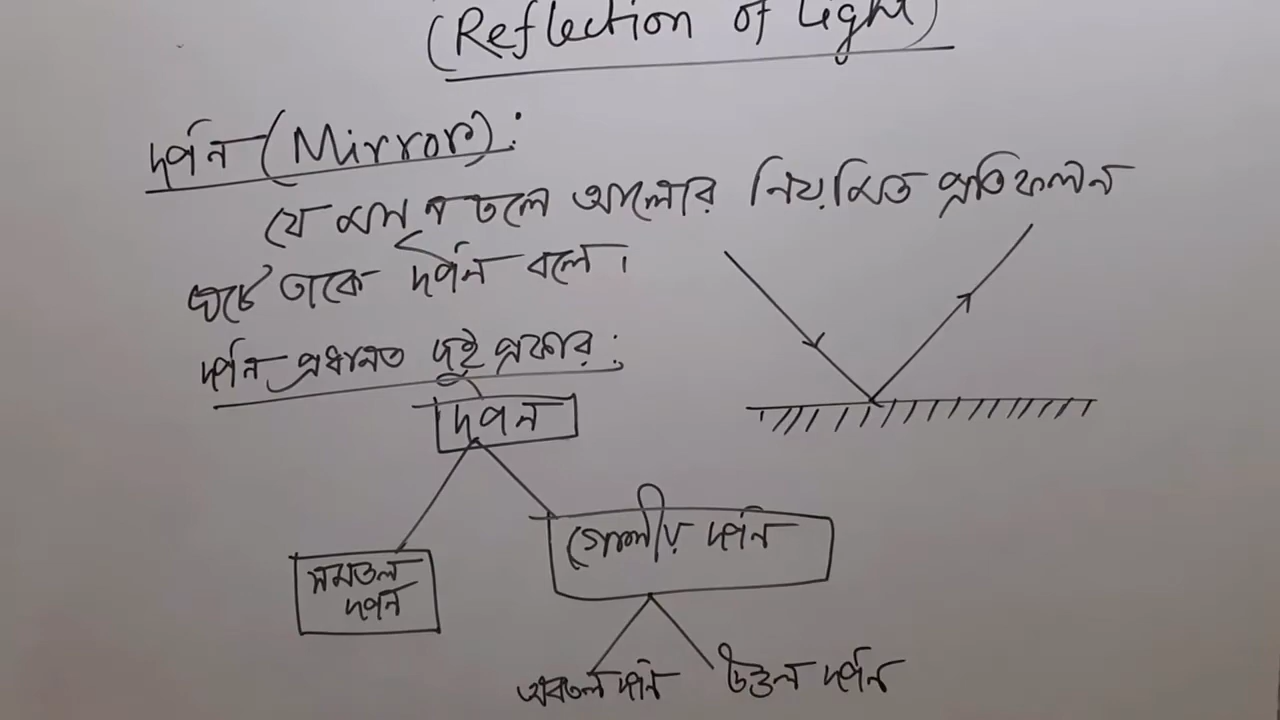 (Reflection of Light)
দর্পন (Mirror):
যে মসৃন তলে আলোর নিয়মিত প্রতিফলন
ঘটে তাকে দর্পন বলে।
দর্পন প্রধানত দুই প্রকার:
দর্পন
সমতল
দর্পন
গোলীয় দর্পন
অবতল দর্পন
উত্তল দর্পন